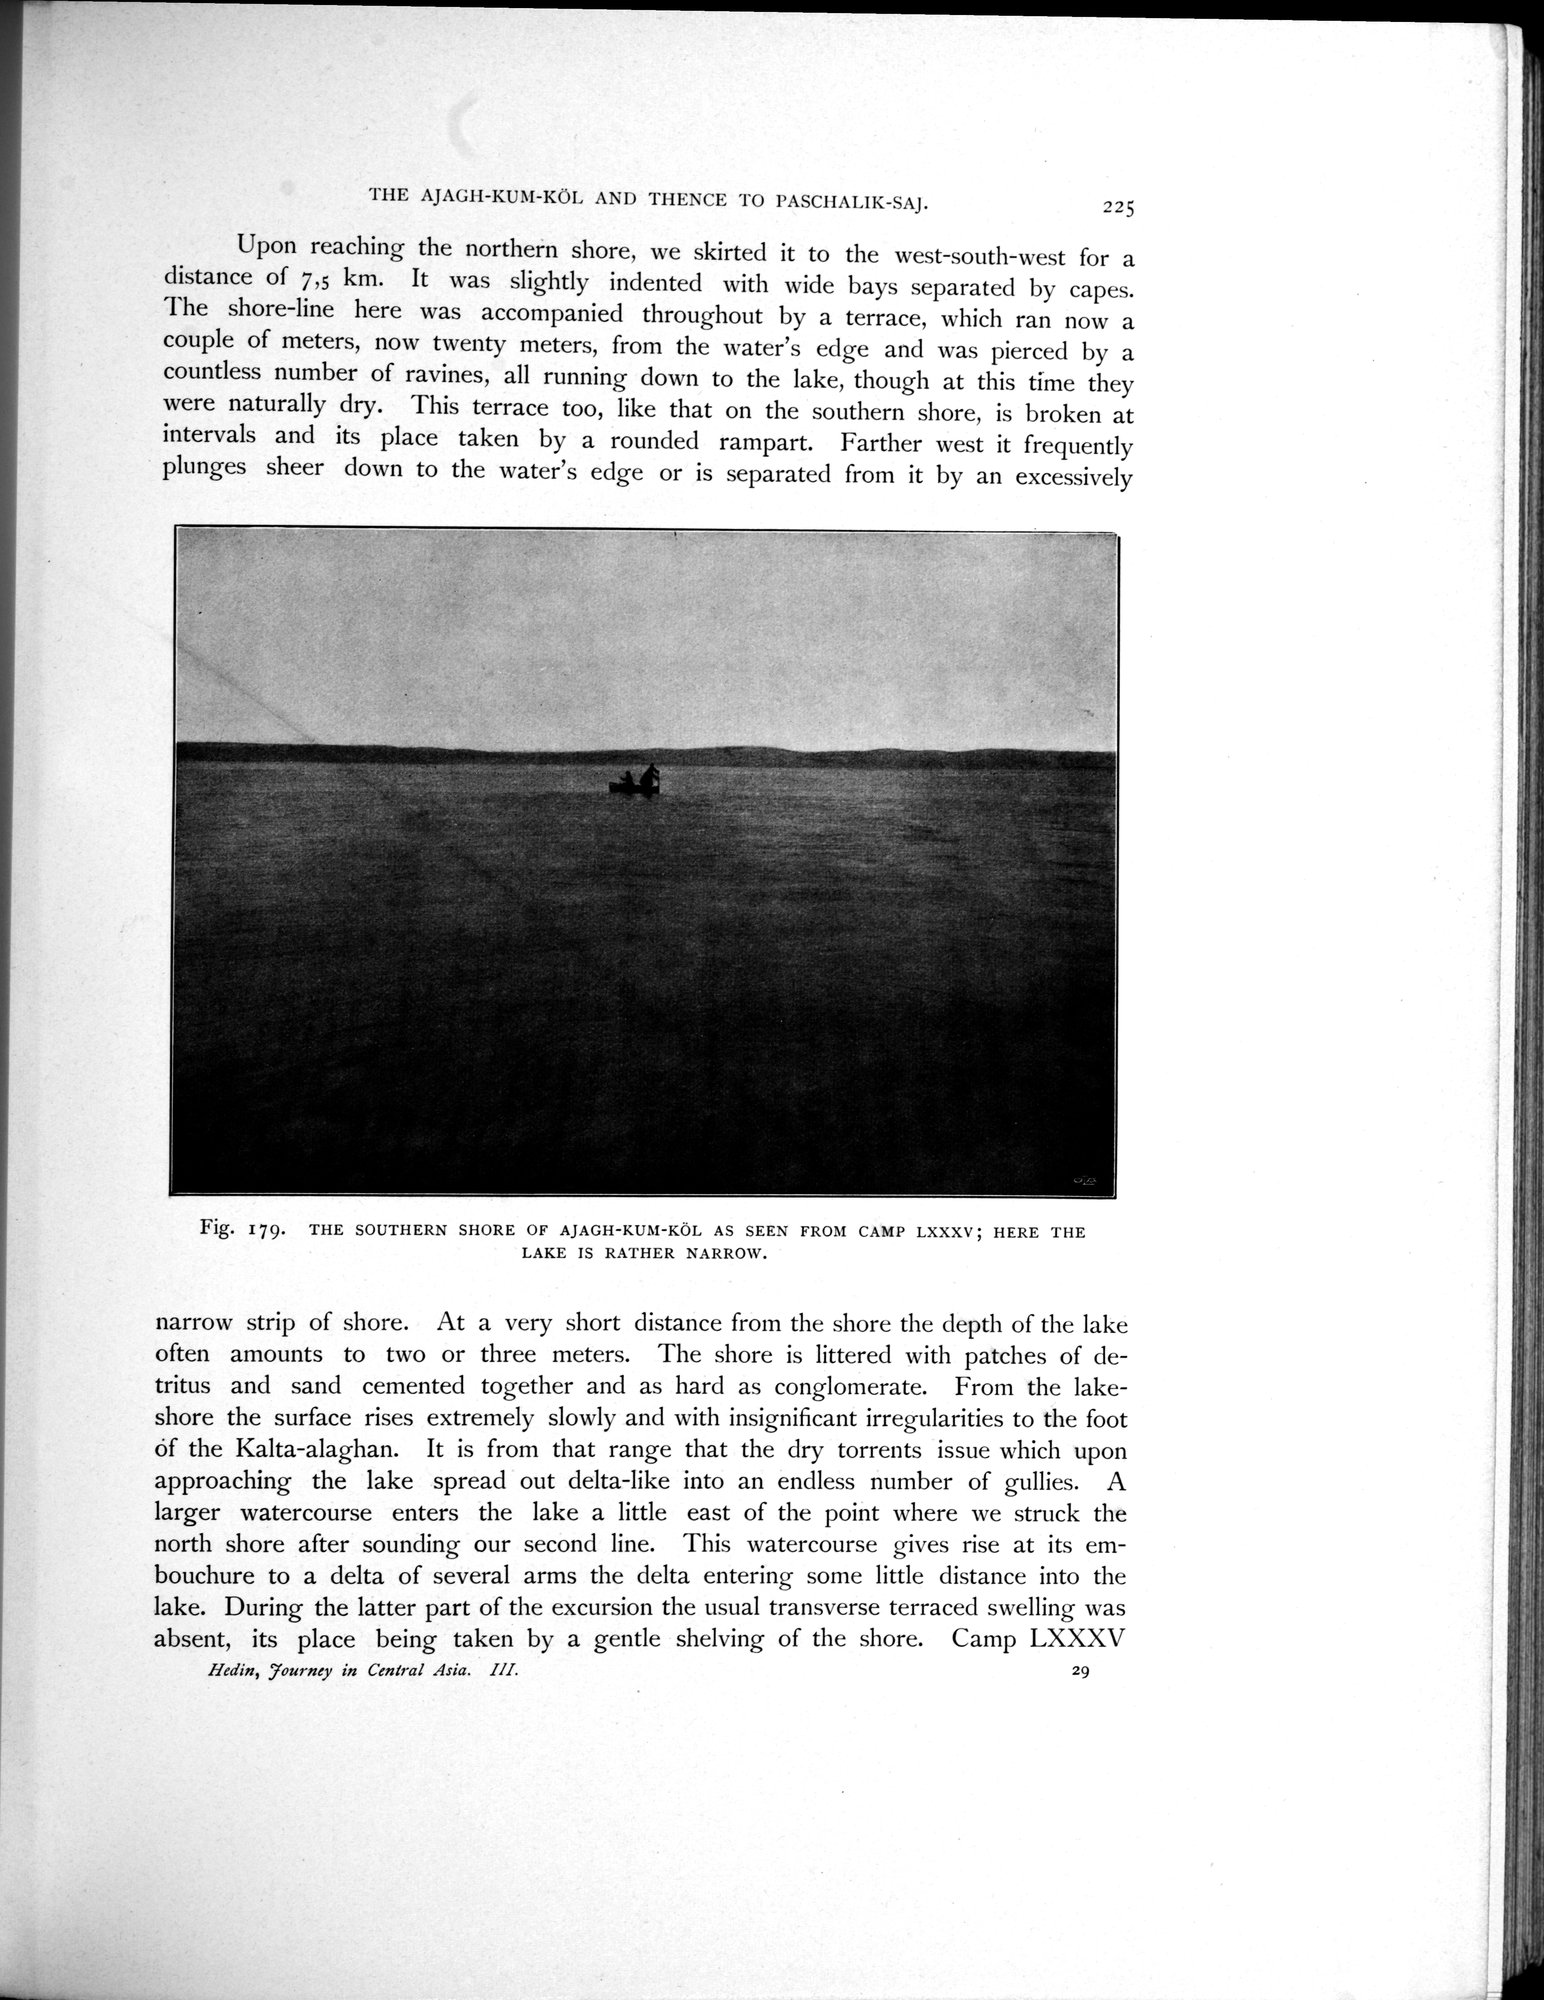 THE AJAGH-KUM-KÖL AND THENCE TO PASCHALIK-SAJ. 225
Upon reaching the northern shore, we skirted it to the west-south-west for a
distance of 7,5 km. It was slightly indented with wide bays separated by capes.
The shore-line here was accompanied throughout by a terrace, which ran now a
couple of meters, now twenty meters, from the water's edge and was pierced by a
countless number of ravines, all running down to the lake, though at this time they
were naturally dry. This terrace too, like that on the southern shore, is broken at
intervals and its place taken by a rounded rampart. Farther west it frequently
plunges sheer down to the water's edge or is separated from it by an excessively
Fig. 179. THE SOUTHERN SHORE OF AJAGH-KUM-KÖL AS SEEN FROM CAMP LXXXV; HERE THE
LAKE IS RATHER NARROW.
narrow strip of shore. At a very short distance from the shore the depth of the lake
often amounts to two or three meters. The shore is littered with patches of de-
tritus and sand cemented together and as hard as conglomerate. From the lake-
shore the surface rises extremely slowly and with insignificant irregularities to the foot
of the Kalta-alaghan. It is from that range that the dry torrents issue which upon
approaching the lake spread out delta-like into an endless number of gullies. A
larger watercourse enters the lake a little east of the point where we struck the
north shore after sounding our second line. This watercourse gives rise at its em-
bouchure to a delta of several arms the delta entering some little distance into the
lake. During the latter part of the excursion the usual transverse terraced swelling was
absent, its place being taken by a gentle shelving of the shore. Camp LXXXV
Hedin, Journey in Central Asia. III. 29